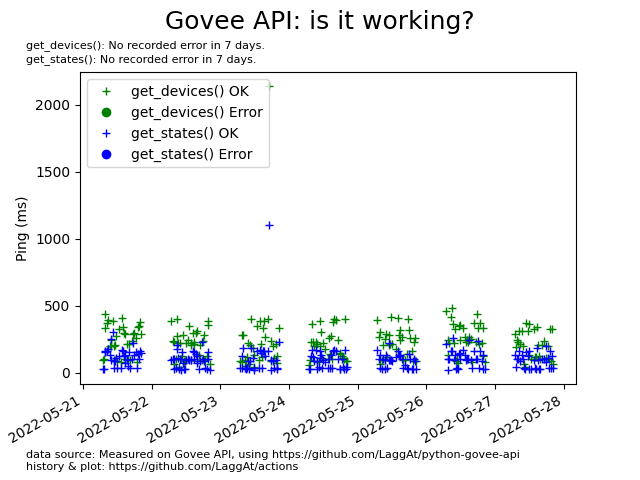 Govee API: is it working?
get_devices(): No recorded error in 7 days.
get_states(): No recorded error in 7 days.
get_devices() OK
get_devices() Error
get_states() OK
get_states() Error
Ping (ms)
2000
1500
1000
500
0
2022-05-21
2022-05-22
2022-05-23
2022-05-24
2022-05-25
2022-05-26
2022-05-27
2022-05-28
data source: Measured on Govee API, using https://github.com/LaggAt/python-govee-api
history & plot: https://github.com/LaggAt/actions